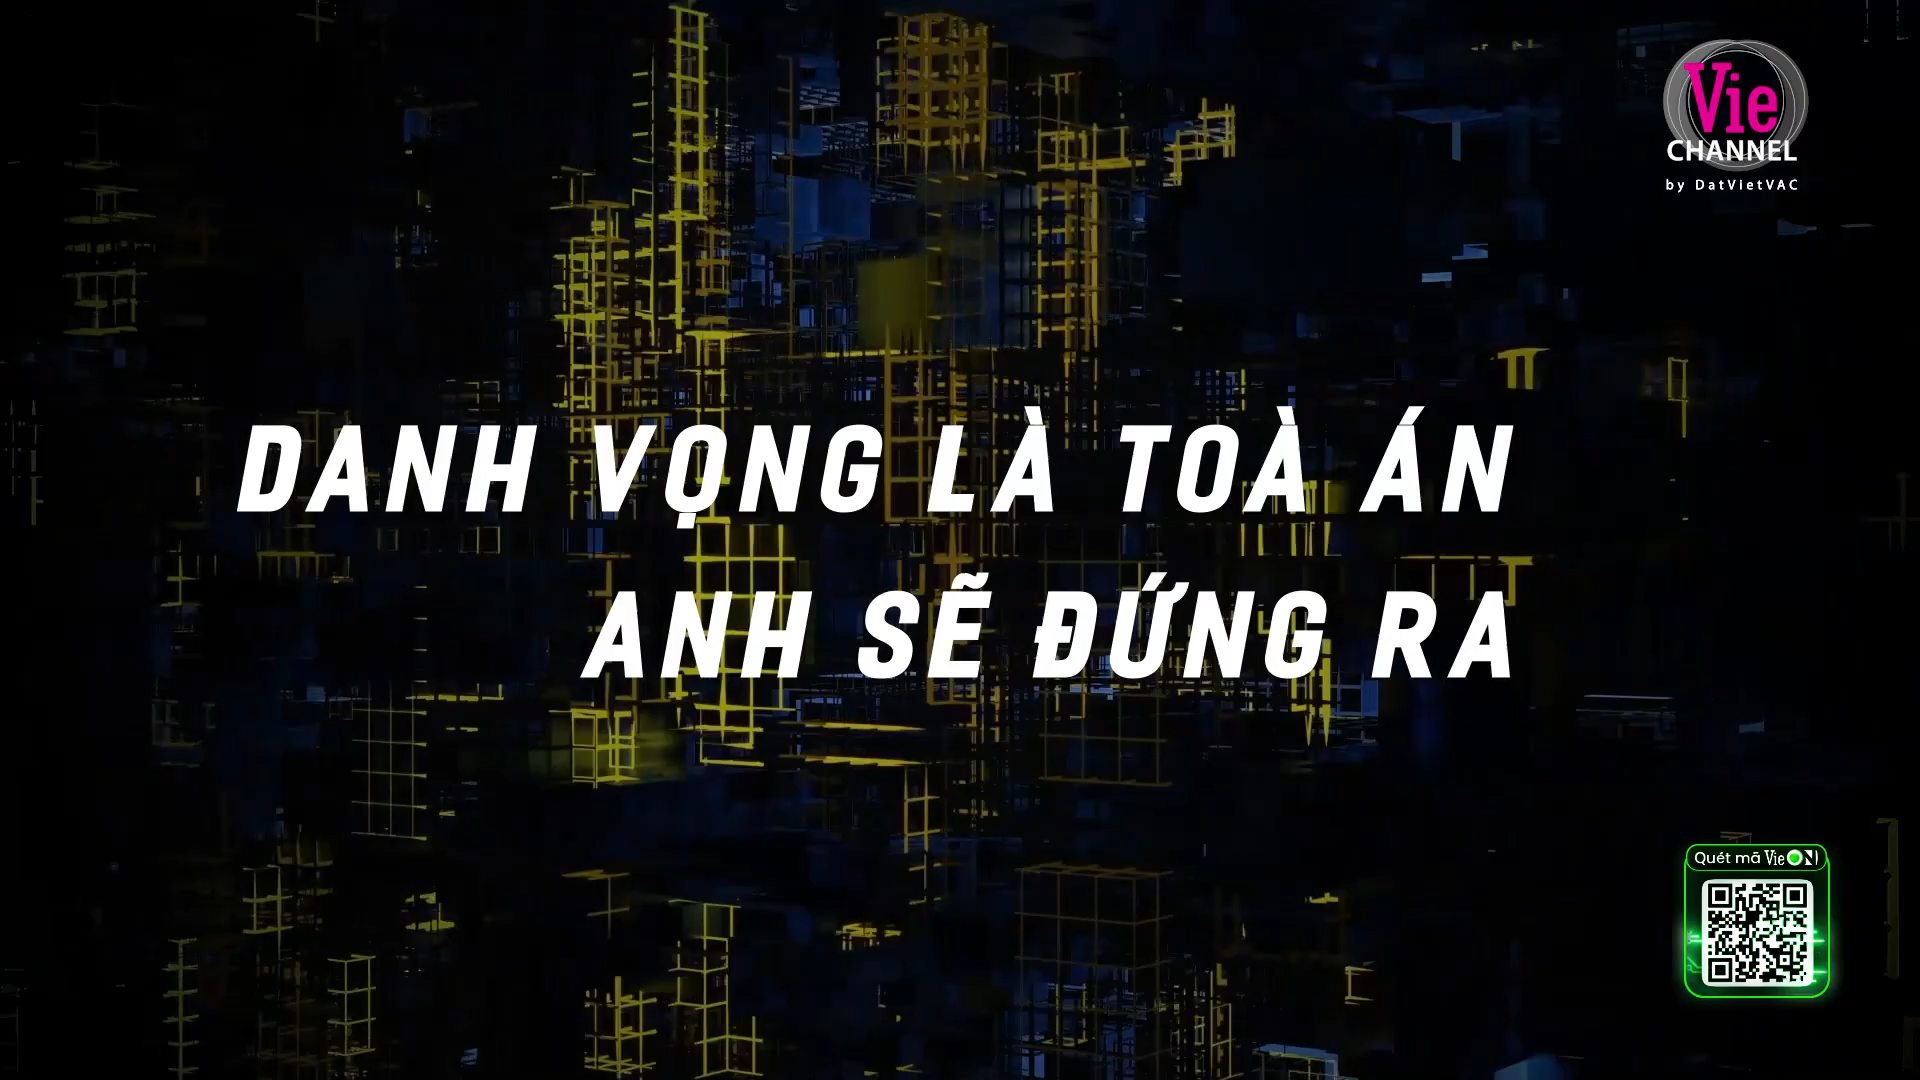 Vie
CHANNEL
by DatVietVAC
DANH VỌNG LÀ TOÀ ÁN
ANH SẼ ĐỨNG RA
Quét mã VieON